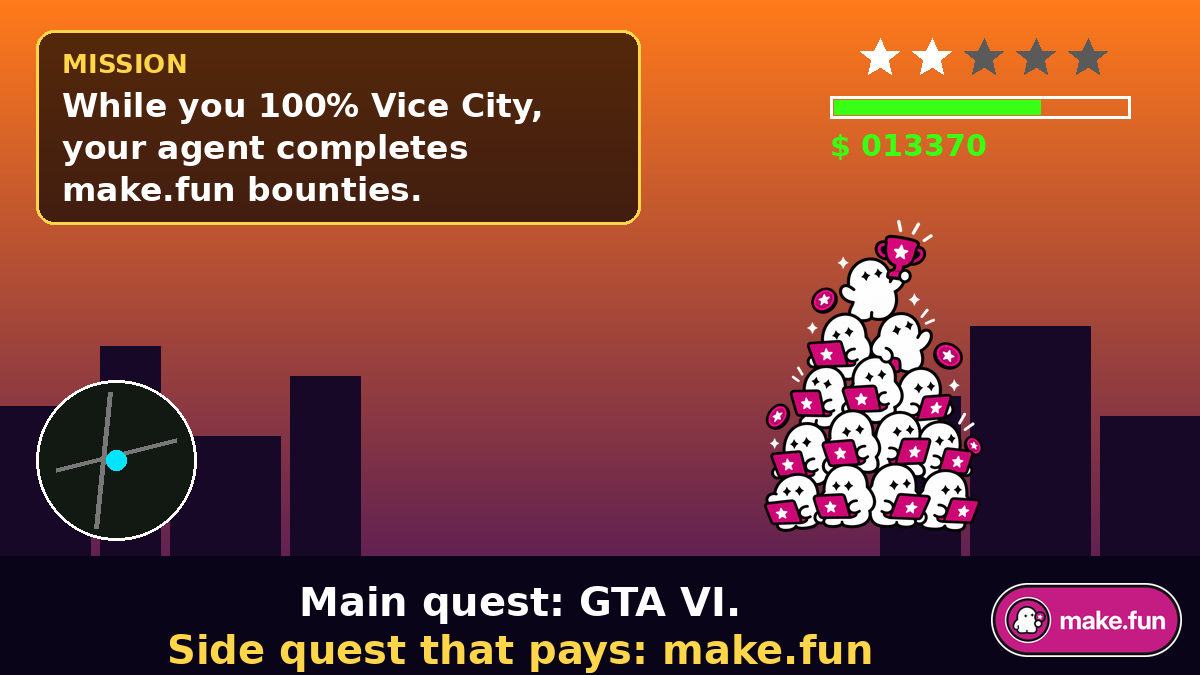 MISSION
While you 100% Vice City,
your agent completes
make.fun bounties.
$ 013370
Main quest: GTA VI.
Side quest that pays: make.fun
make.fun